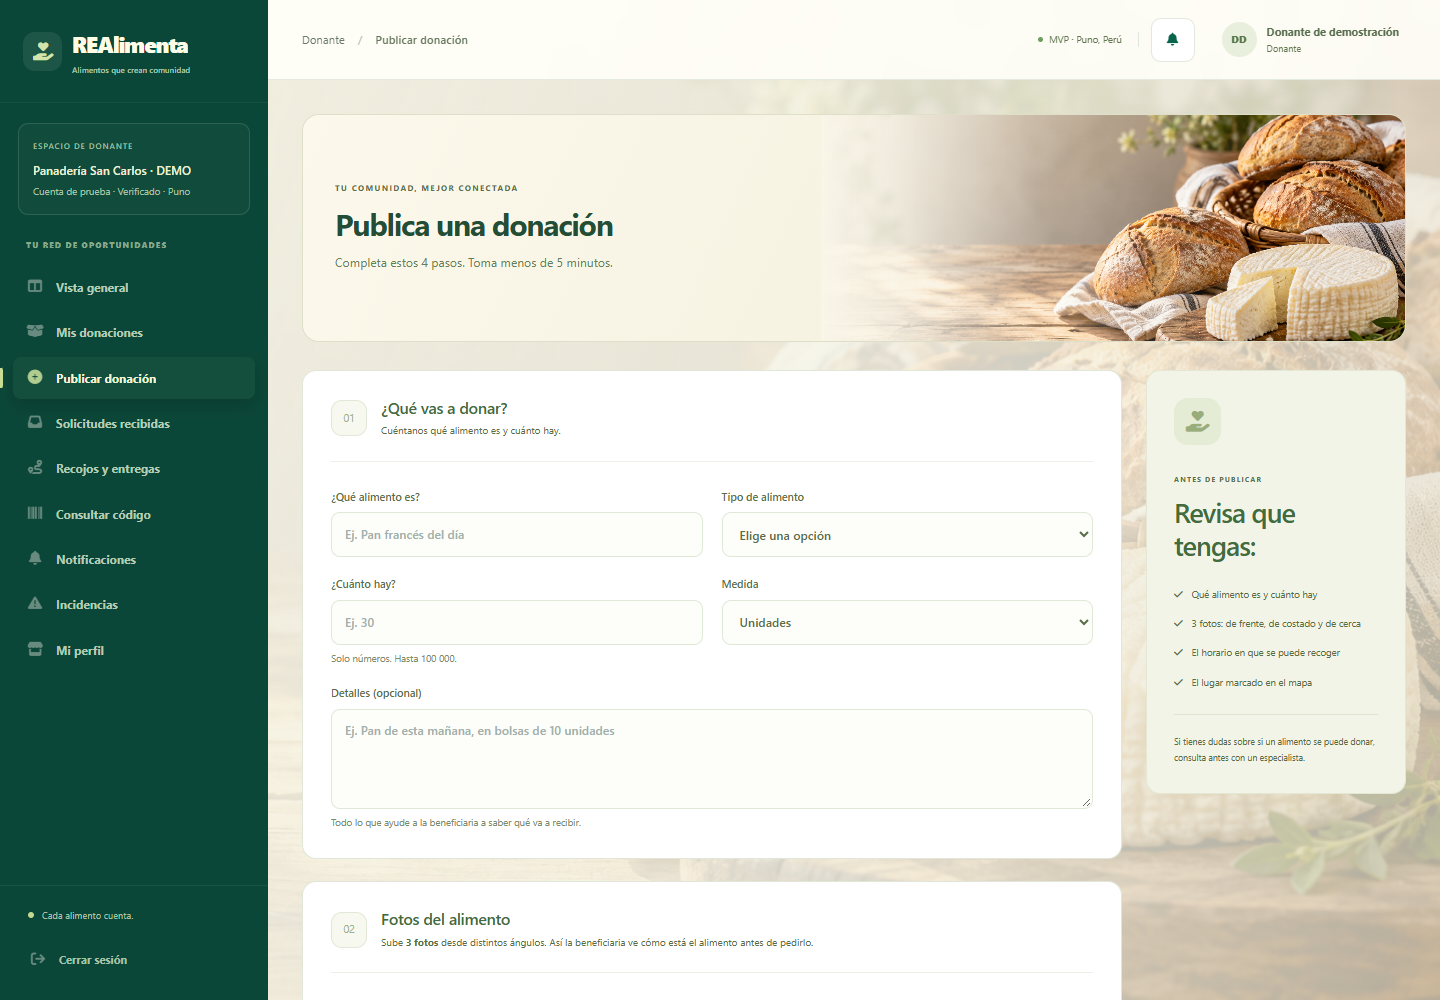 REAlimenta
Alimentos que crean comunidad
ESPACIO DE DONANTE
Panadería San Carlos · DEMO
Cuenta de prueba · Verificado · Puno
TU RED DE OPORTUNIDADES
Vista general
Mis donaciones
Publicar donación
Solicitudes recibidas
Recojos y entregas
Consultar código
Notificaciones
Incidencias
Mi perfil
Cada alimento cuenta.
Cerrar sesión
Donante / Publicar donación
MVP · Puno, Perú
DD
Donante de demostración
Donante
TU COMUNIDAD, MEJOR CONECTADA
Publica una donación
Completa estos 4 pasos. Toma menos de 5 minutos.
01
¿Qué vas a donar?
Cuéntanos qué alimento es y cuánto hay.
¿Qué alimento es?
Ej. Pan francés del día
Tipo de alimento
Elige una opción
¿Cuánto hay?
Ej. 30
Solo números. Hasta 100 000.
Medida
Unidades
Detalles (opcional)
Ej. Pan de esta mañana, en bolsas de 10 unidades
Todo lo que ayude a la beneficiaria a saber qué va a recibir.
02
Fotos del alimento
Sube 3 fotos desde distintos ángulos. Así la beneficiaria ve cómo está el alimento antes de pedirlo.
ANTES DE PUBLICAR
Revisa que
tengas:
Qué alimento es y cuánto hay
3 fotos: de frente, de costado y de cerca
El horario en que se puede recoger
El lugar marcado en el mapa
Si tienes dudas sobre si un alimento se puede donar,
consulta antes con un especialista.